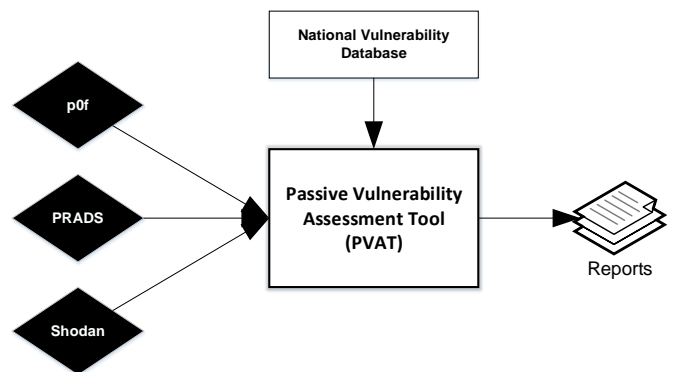 National Vulnerability
Database
p0f
PRADS
Shodan
Passive Vulnerability
Assessment Tool
(PVAT)
Reports